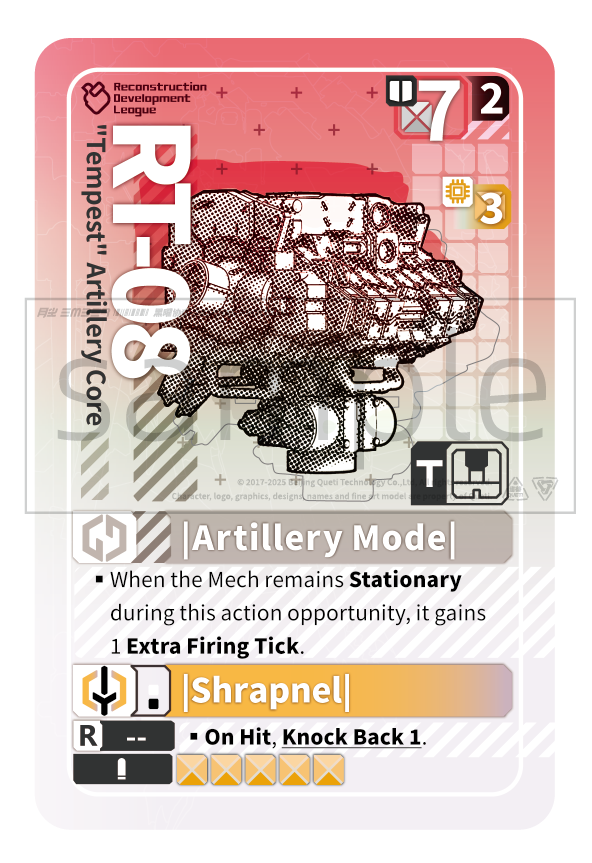 Reconstruction
Development
League
7
2
3
RT-08
"Tempest" Artillery Core
sample
© 2017-2025 Beijing Queti Technology Co.,Ltd. All rights
Character, logo, graphics, designs, names and fine art model are
T
|Artillery Mode|
▪ When the Mech remains Stationary
during this action opportunity, it gains
1 Extra Firing Tick.
|Shrapnel|
R --
▪ On Hit, Knock Back 1.